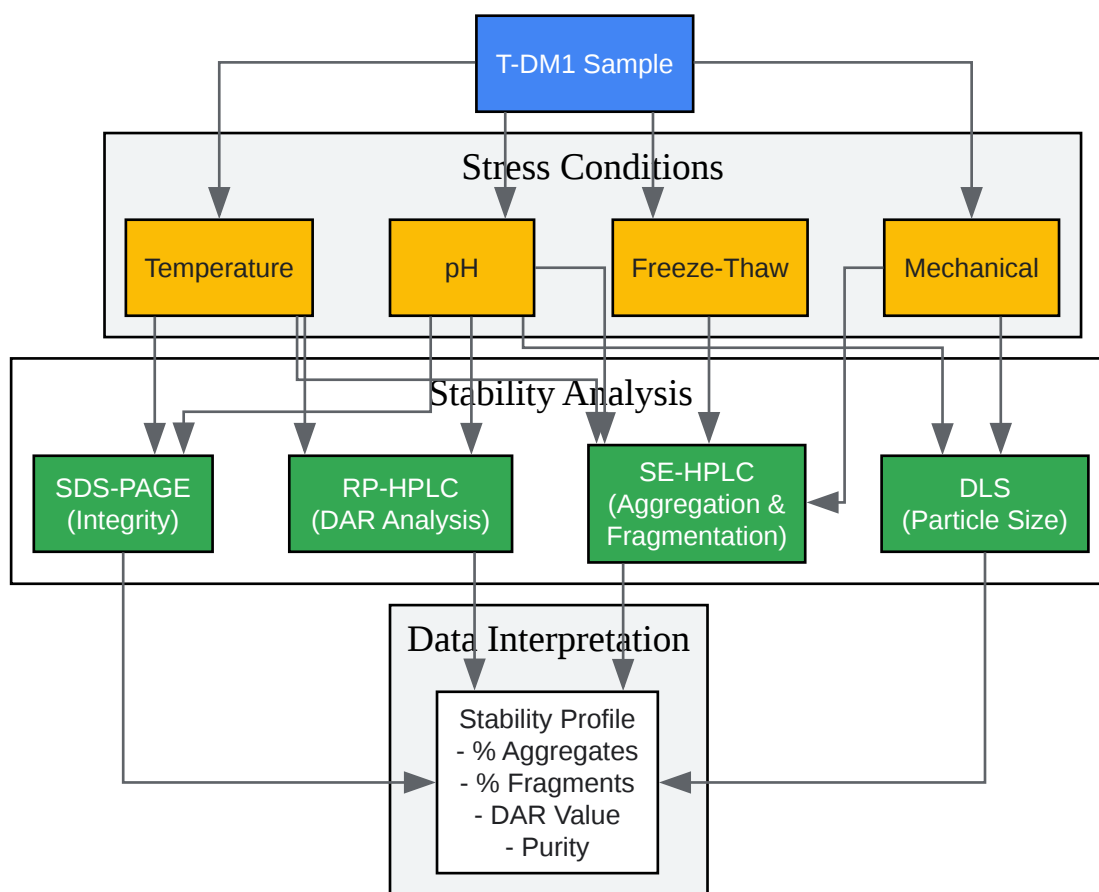 T-DM1 Sample
Stress Conditions
Temperature
pH
Freeze-Thaw
Mechanical
Stability Analysis
SDS-PAGE
(Integrity)
RP-HPLC
(DAR Analysis)
SE-HPLC
(Aggregation &
Fragmentation)
DLS
(Particle Size)
Data Interpretation
Stability Profile
- % Aggregates
- % Fragments
- DAR Value
- Purity